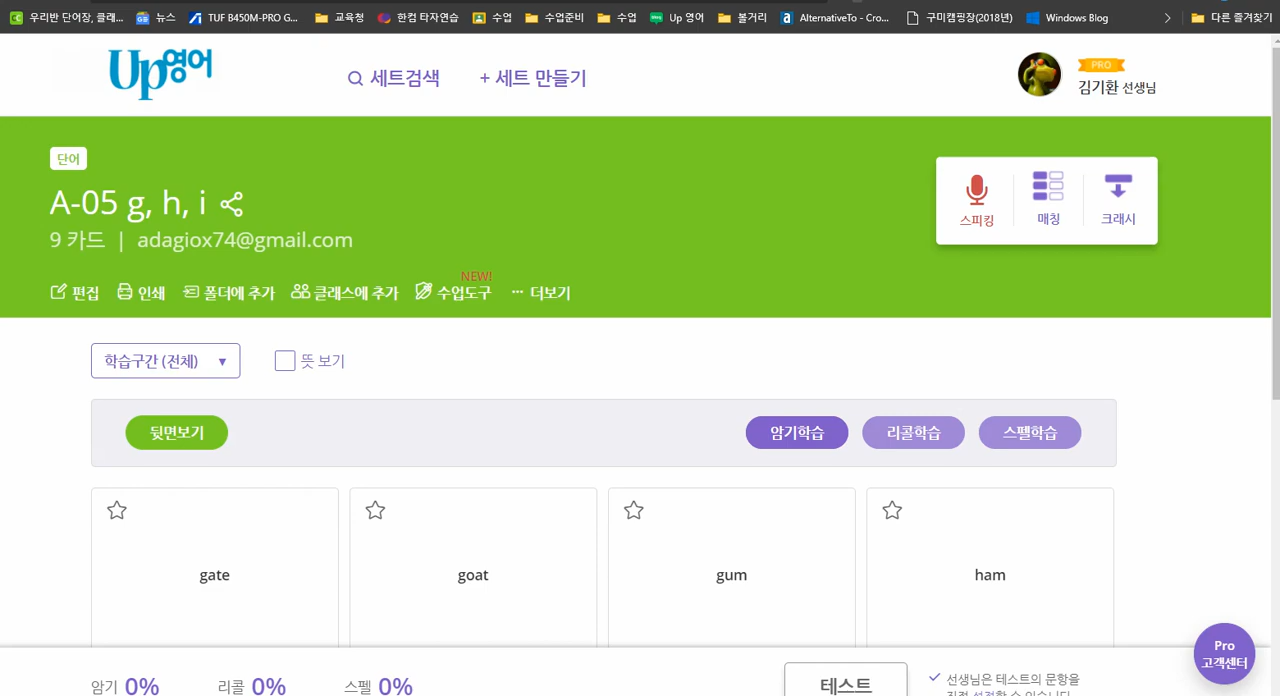 우리반 단어장, 클래... 뉴스 TUF B450M-PRO G... 교육청 한컴 타자연습 수업 수업준비 수업 Up 영어 볼거리 AlternativeTo - Cro... 구미캠핑장(2018년) Windows Blog 다른 즐겨찾기
Up영어
세트검색 + 세트 만들기
PRO
김기환 선생님
단어
A-05 g, h, i
9 카드 | adagiox74@gmail.com
스피킹 매칭 크래시
NEW!
편집 인쇄 폴더에 추가 클래스에 추가 수업도구 ··· 더보기
학습구간 (전체) ▼ 뜻 보기
뒷면보기 암기학습 리콜학습 스펠학습
gate goat gum ham
Pro
고객센터
암기 0% 리콜 0% 스펠 0% 테스트
선생님은 테스트의 문항을
직접 설정할 수 있습니다